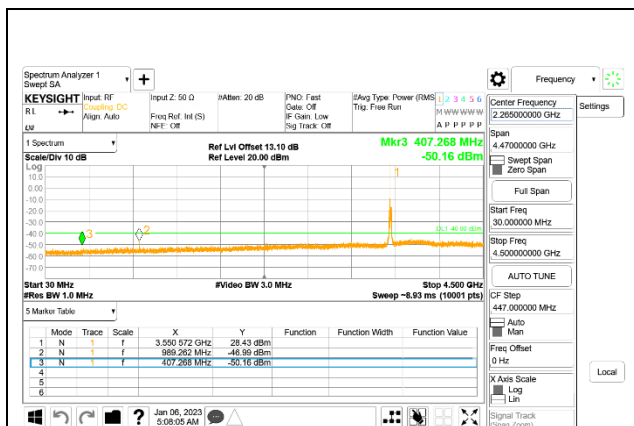 Spectrum Analyzer 1
Swept SA
+
Frequency
KEYSIGHT
RL
Input: RF
Coupling: DC
Align: Auto
Input Z: 50 Ω
Freq Ref: Int (S)
NFE: Off
#Atten: 20 dB
PNO: Fast
Gate: Off
IF Gain: Low
Sig Track: Off
#Avg Type: Power (RMS
Trig: Free Run
1 2 3 4 5 6
M W W W W W
A P P P P P
Center Frequency
2.265000000 GHz
Settings
Span
4.47000000 GHz
Swept Span
Zero Span
Full Span
Start Freq
30.000000 MHz
Stop Freq
4.500000000 GHz
AUTO TUNE
CF Step
447.000000 MHz
Auto
Man
Freq Offset
0 Hz
X Axis Scale
Log
Lin
Signal Track
(Span Zoom)
Local
1 Spectrum
Scale/Div 10 dB
Ref Lvl Offset 13.10 dB
Ref Level 20.00 dBm
Mkr3 407.268 MHz
-50.16 dBm
Log
10.0
0.00
-10.0
-20.0
-30.0
-40.0
-50.0
-60.0
-70.0
1
2
3
Start 30 MHz
#Res BW 1.0 MHz
#Video BW 3.0 MHz
Stop 4.500 GHz
Sweep ~8.93 ms (10001 pts)
5 Marker Table
Mode Trace Scale X Y Function Function Width Function Value
1 N 1 f 3.550 572 GHz 28.43 dBm
2 N 1 f 989.262 MHz -46.99 dBm
3 N 1 f 407.268 MHz -50.16 dBm
4
5
6
?
Jan 06, 2023
5:08:05 AM